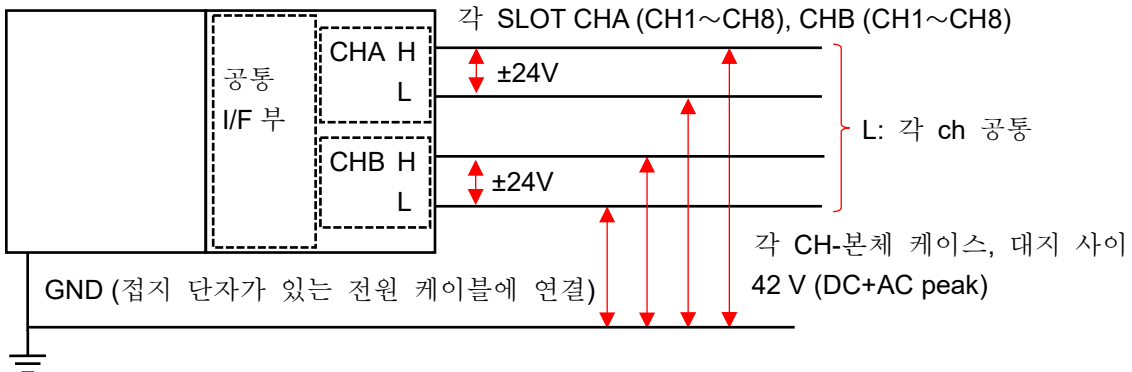 각 SLOT CHA (CH1～CH8), CHB (CH1～CH8)
공통
I/F 부
CHA H
L
±24V
CHB H
L
±24V
L: 각 ch 공통
각 CH-본체 케이스, 대지 사이
42 V (DC+AC peak)
GND (접지 단자가 있는 전원 케이블에 연결)